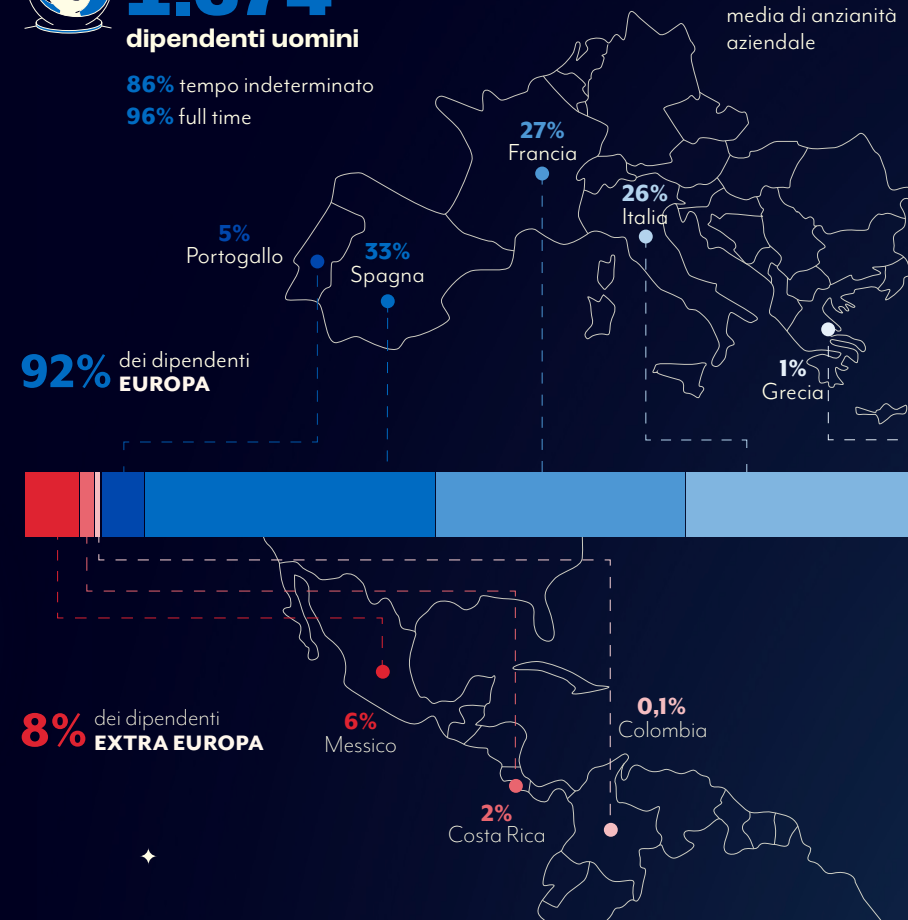 dipendenti uomini
86% tempo indeterminato
96% full time
media di anzianità
aziendale
27%
Francia
26%
Italia
5%
Portogallo
33%
Spagna
92% dei dipendenti
EUROPA
1%
Grecia
8% dei dipendenti
EXTRA EUROPA
6%
Messico
0,1%
Colombia
2%
Costa Rica